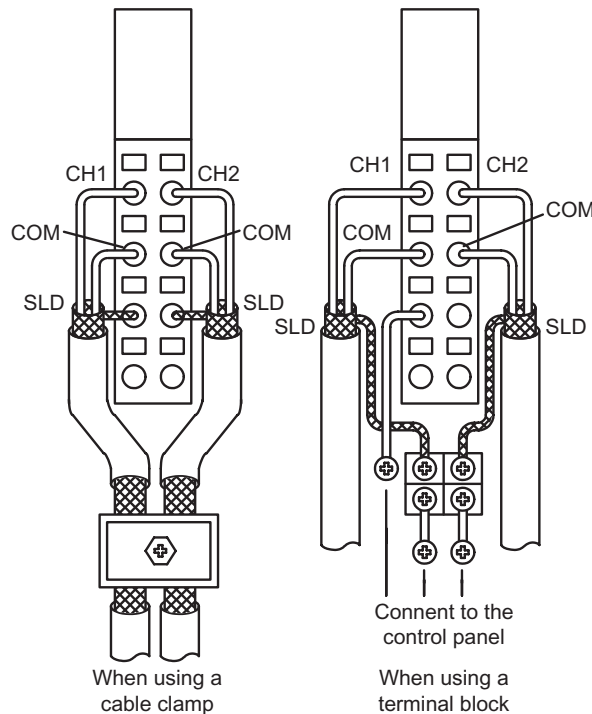 CH1
CH2
COM
COM
SLD
SLD
When using a
cable clamp
CH1
CH2
COM
COM
SLD
SLD
Connent to the
control panel
When using a
terminal block